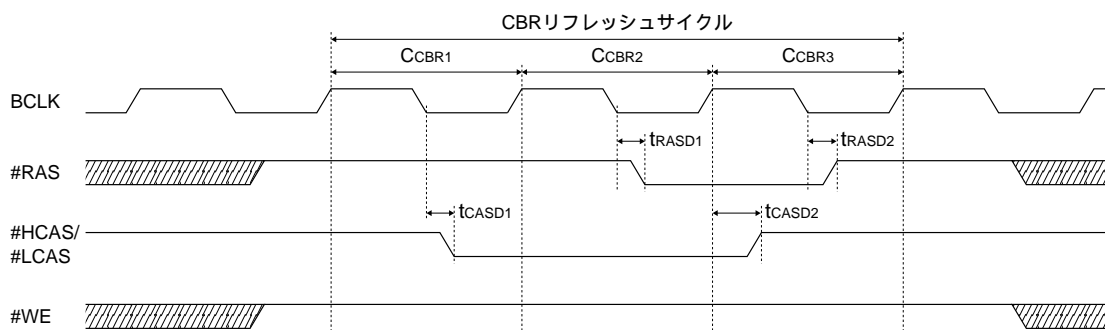 CBRリフレッシュサイクル
CCBR1 CCBR2 CCBR3
BCLK
tRASD1 tRASD2
#RAS
tCASD1 tCASD2
#HCAS/
#LCAS
#WE